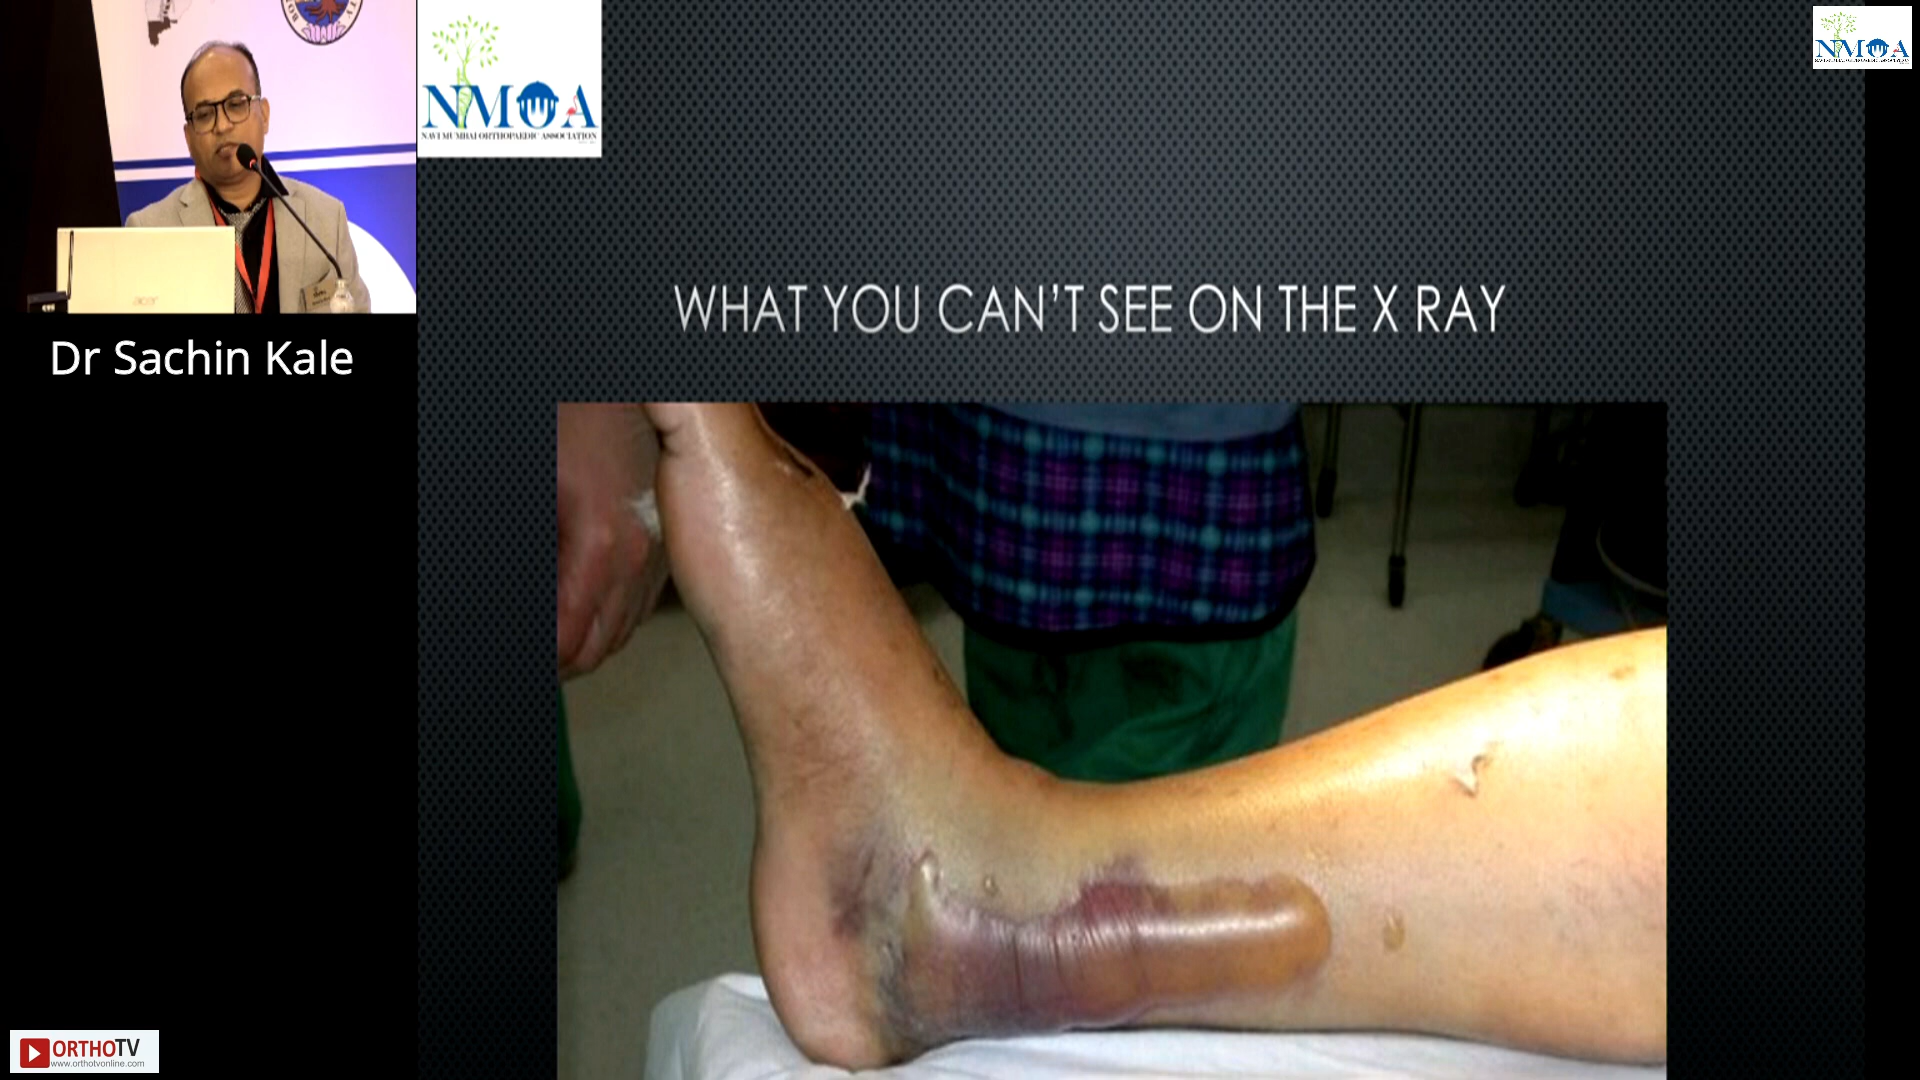 NMOA
NAVI MUMBAI ORTHOPAEDIC ASSOCIATION
NMOA
WHAT YOU CAN'T SEE ON THE X RAY
acer
Dr Sachin Kale
ORTHOTV
www.orthotvonline.com